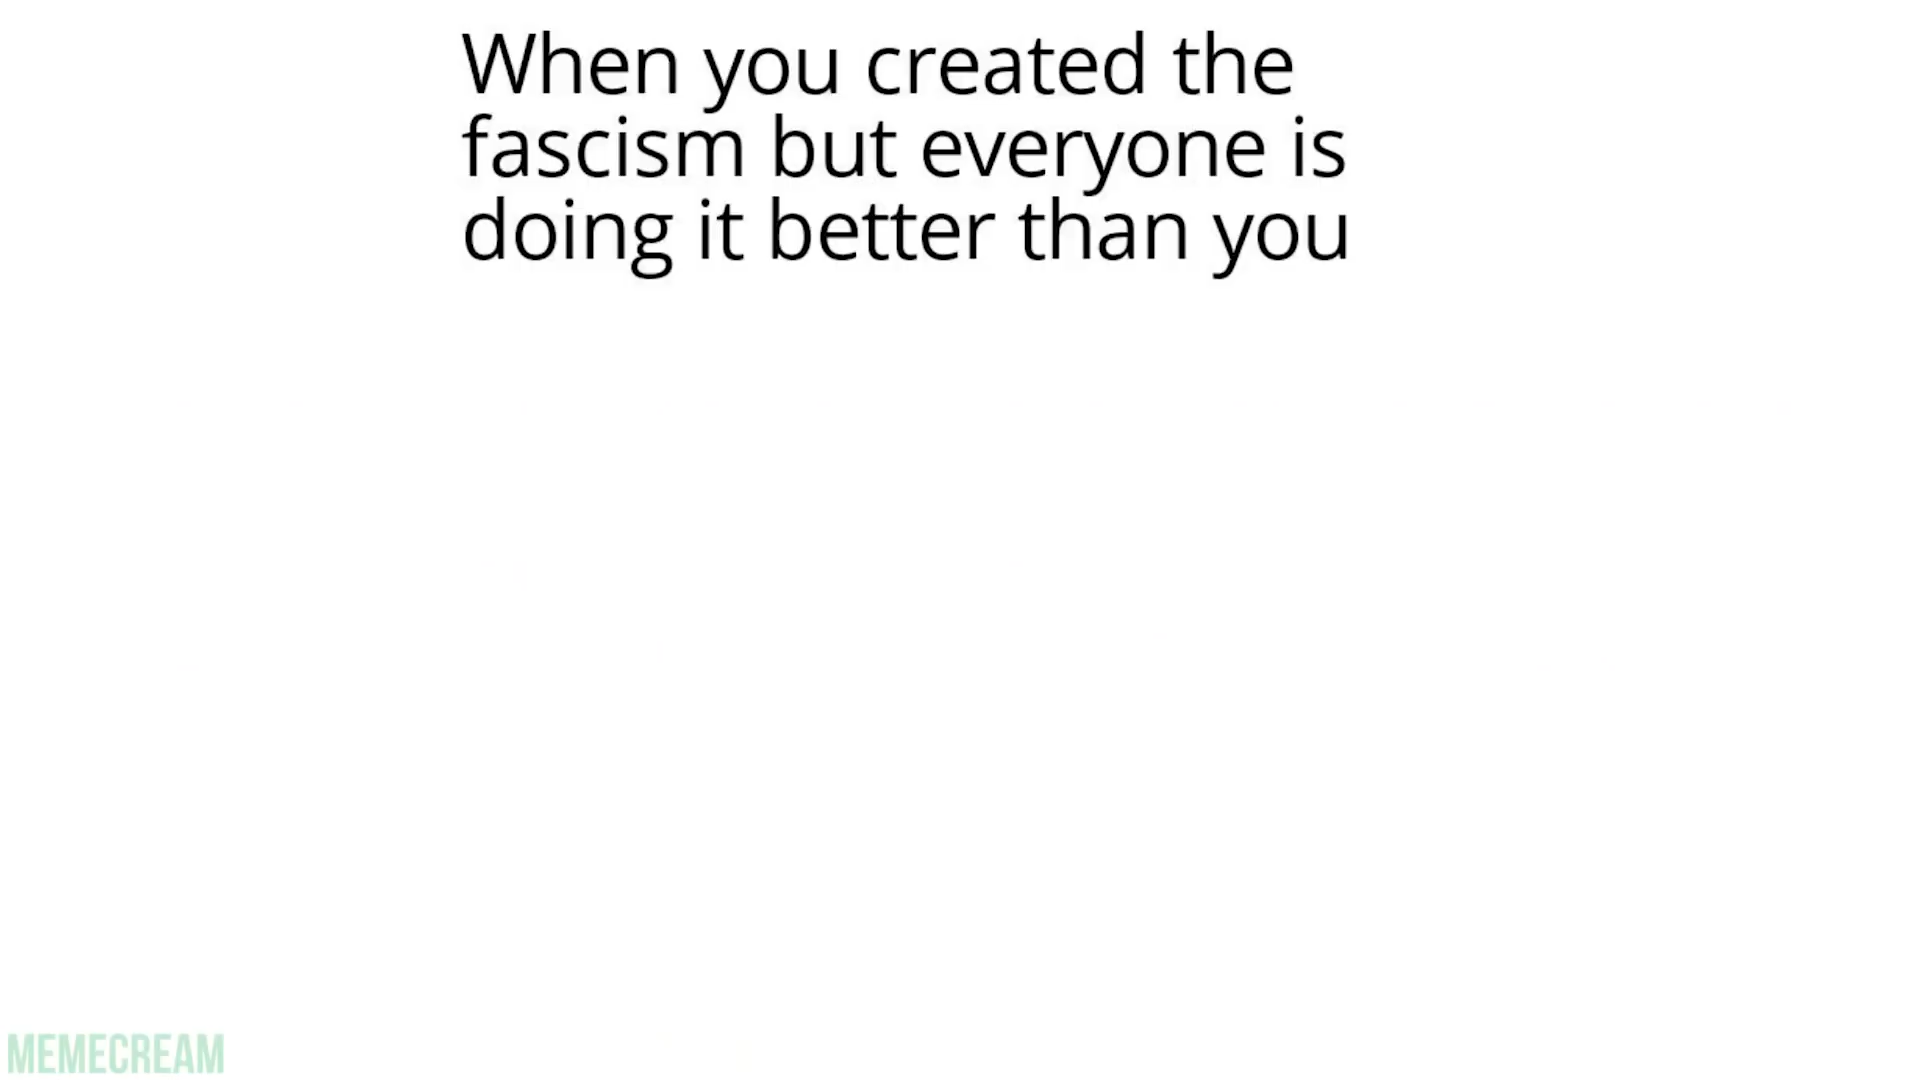 When you created the
fascism but everyone is
doing it better than you
MEMECREAM